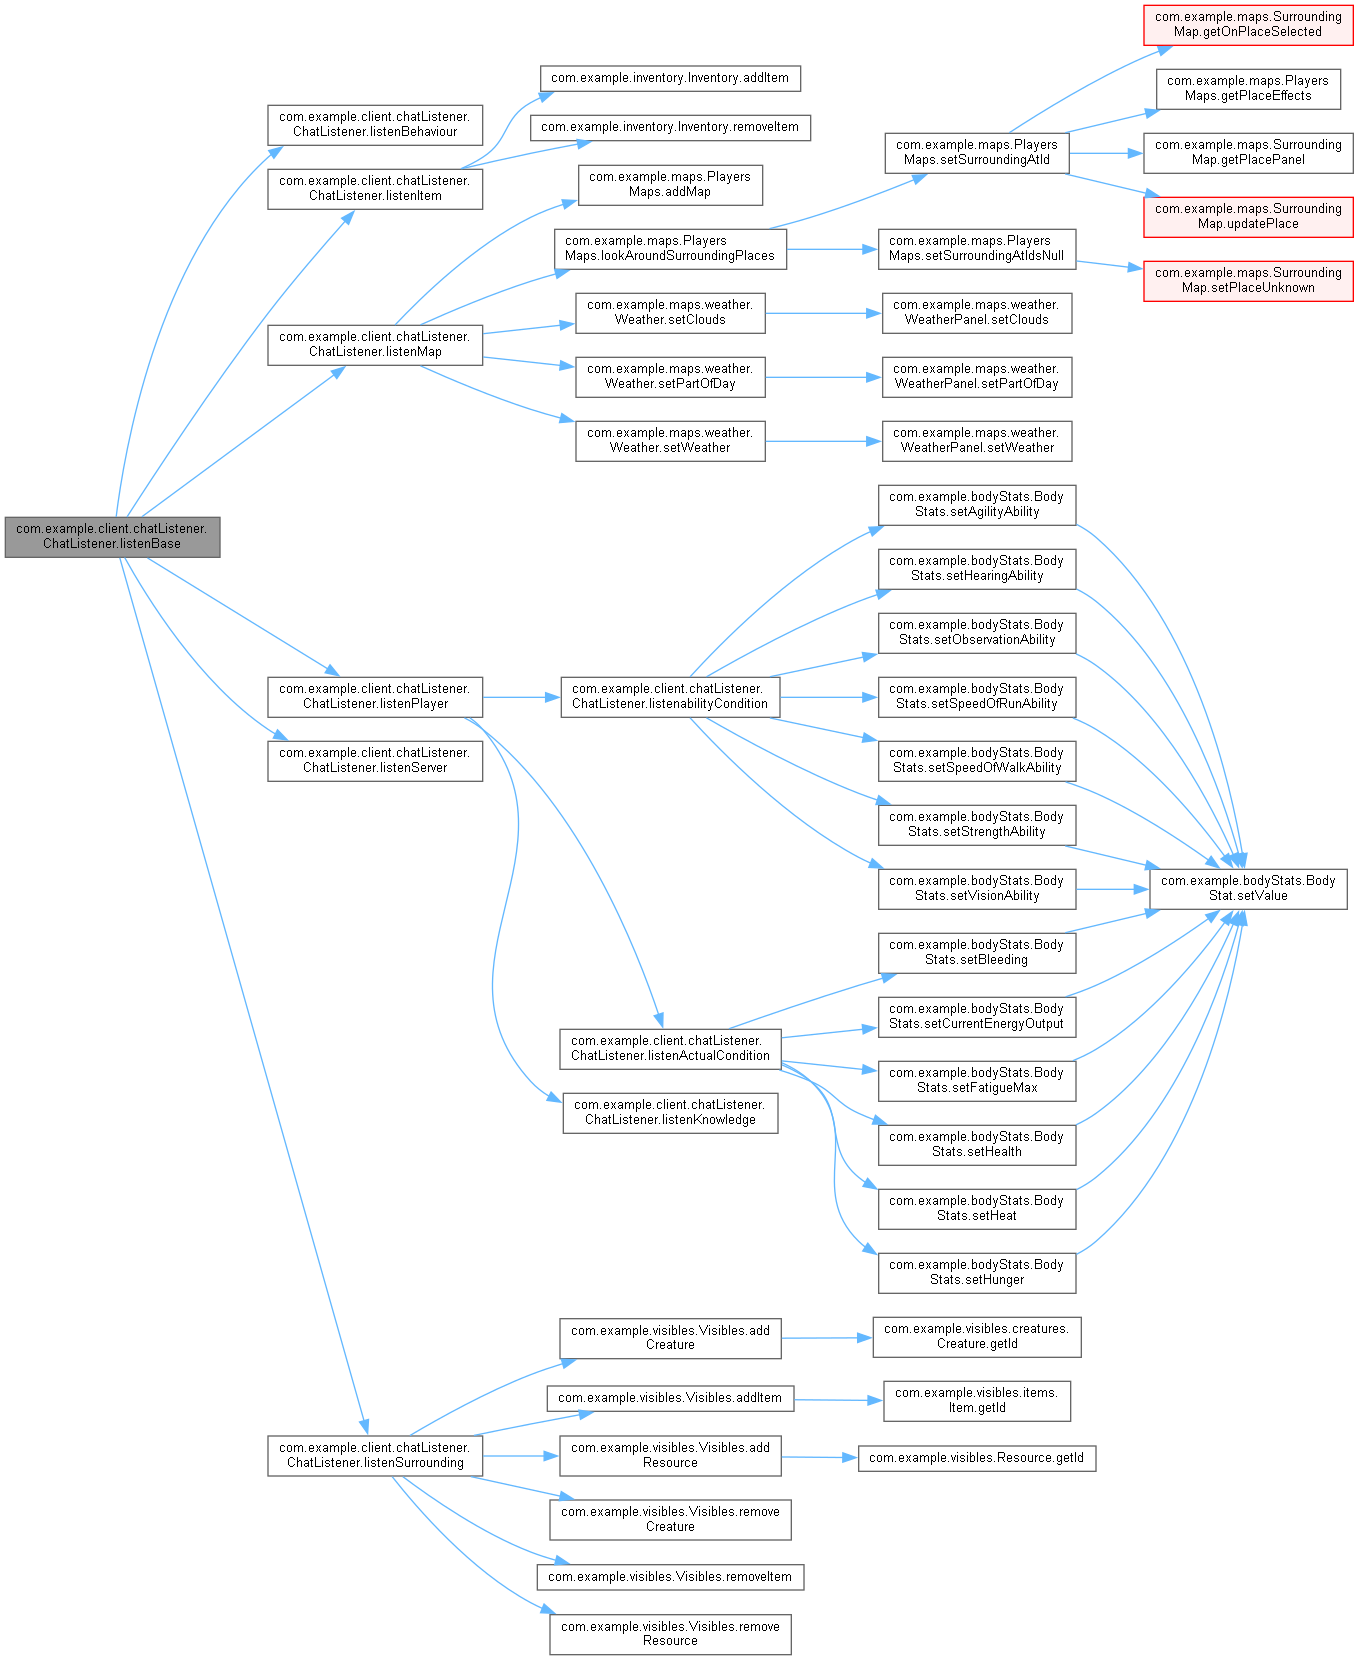 com.example.maps.Surrounding
Map.getOnPlaceSelected
com.example.inventory.Inventory.addItem
com.example.maps.Players
Maps.getPlaceEffects
com.example.client.chatListener.
ChatListener.listenBehaviour
com.example.inventory.Inventory.removeItem
com.example.maps.Players
Maps.setSurroundingAtId
com.example.maps.Surrounding
Map.getPlacePanel
com.example.client.chatListener.
ChatListener.listenItem
com.example.maps.Players
Maps.addMap
com.example.maps.Surrounding
Map.updatePlace
com.example.maps.Players
Maps.lookAroundSurroundingPlaces
com.example.maps.Players
Maps.setSurroundingAtIdsNull
com.example.maps.Surrounding
Map.setPlaceUnknown
com.example.maps.weather.
Weather.setClouds
com.example.maps.weather.
WeatherPanel.setClouds
com.example.client.chatListener.
ChatListener.listenMap
com.example.maps.weather.
Weather.setPartOfDay
com.example.maps.weather.
WeatherPanel.setPartOfDay
com.example.maps.weather.
Weather.setWeather
com.example.maps.weather.
WeatherPanel.setWeather
com.example.client.chatListener.
ChatListener.listenBase
com.example.bodyStats.Body
Stats.setAgilityAbility
com.example.bodyStats.Body
Stats.setHearingAbility
com.example.bodyStats.Body
Stats.setObservationAbility
com.example.client.chatListener.
ChatListener.listenPlayer
com.example.client.chatListener.
ChatListener.listenabilityCondition
com.example.bodyStats.Body
Stats.setSpeedOfRunAbility
com.example.client.chatListener.
ChatListener.listenServer
com.example.bodyStats.Body
Stats.setSpeedOfWalkAbility
com.example.bodyStats.Body
Stats.setStrengthAbility
com.example.bodyStats.Body
Stats.setVisionAbility
com.example.bodyStats.Body
Stat.setValue
com.example.bodyStats.Body
Stats.setBleeding
com.example.bodyStats.Body
Stats.setCurrentEnergyOutput
com.example.client.chatListener.
ChatListener.listenActualCondition
com.example.bodyStats.Body
Stats.setFatigueMax
com.example.client.chatListener.
ChatListener.listenKnowledge
com.example.bodyStats.Body
Stats.setHealth
com.example.bodyStats.Body
Stats.setHeat
com.example.bodyStats.Body
Stats.setHunger
com.example.visibles.Visibles.add
Creature
com.example.visibles.creatures.
Creature.getId
com.example.visibles.Visibles.addItem
com.example.visibles.items.
Item.getId
com.example.client.chatListener.
ChatListener.listenSurrounding
com.example.visibles.Visibles.add
Resource
com.example.visibles.Resource.getId
com.example.visibles.Visibles.remove
Creature
com.example.visibles.Visibles.removeItem
com.example.visibles.Visibles.remove
Resource